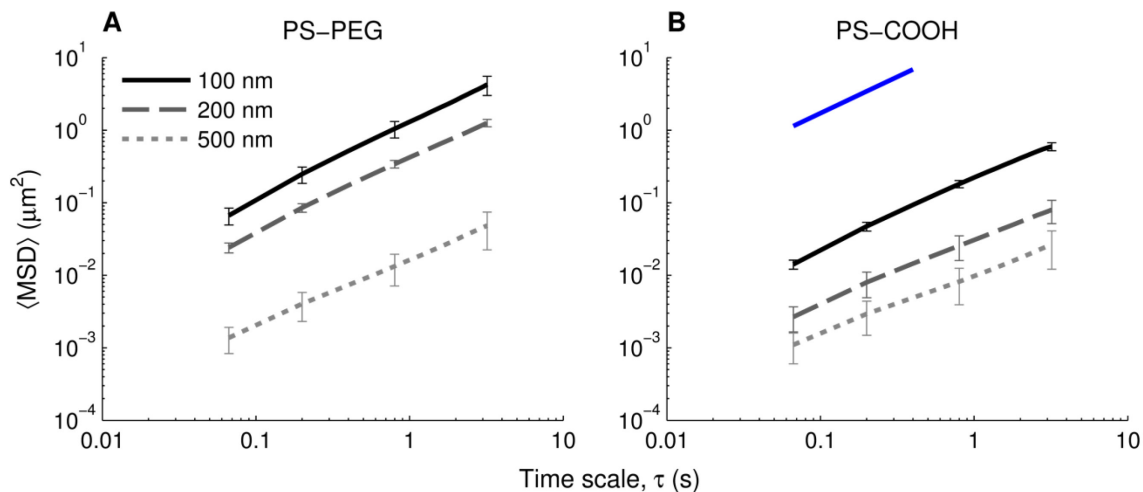 A
PS−PEG
B
PS−COOH
⟨MSD⟩ (μm²)
10¹
10⁰
10⁻¹
10⁻²
10⁻³
10⁻⁴
100 nm
200 nm
500 nm
0.01
0.1
1
10
10¹
10⁰
10⁻¹
10⁻²
10⁻³
10⁻⁴
0.01
0.1
1
10
Time scale, τ (s)